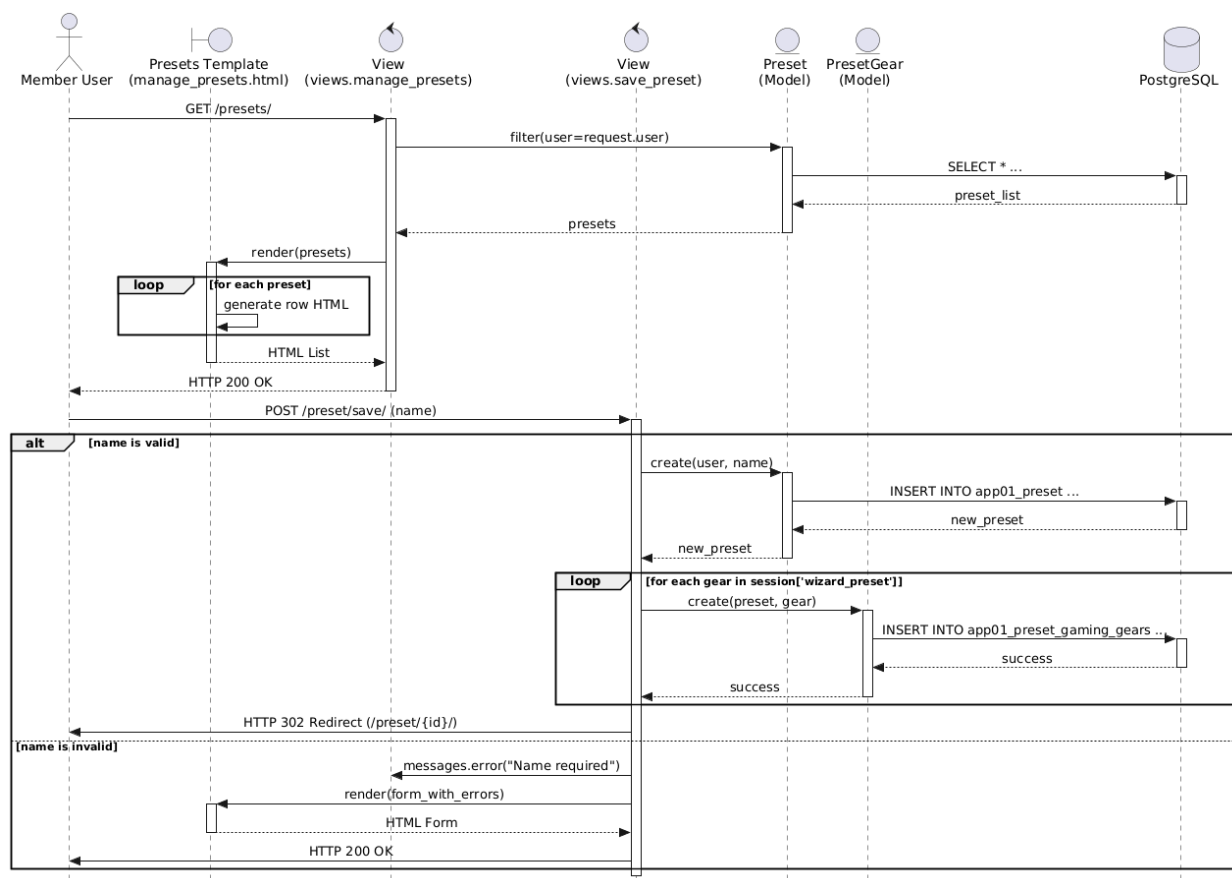 Member User
Presets Template
(manage_presets.html)
View
(views.manage_presets)
View
(views.save_preset)
Preset
(Model)
PresetGear
(Model)
PostgreSQL
GET /presets/
filter(user=request.user)
SELECT * ...
preset_list
presets
render(presets)
loop [for each preset]
generate row HTML
HTML List
HTTP 200 OK
POST /preset/save/ (name)
alt [name is valid]
create(user, name)
INSERT INTO app01_preset ...
new_preset
new_preset
loop [for each gear in session['wizard_preset']]
create(preset, gear)
INSERT INTO app01_preset_gaming_gears ...
success
success
HTTP 302 Redirect (/preset/{id}/)
[name is invalid]
messages.error("Name required")
render(form_with_errors)
HTML Form
HTTP 200 OK